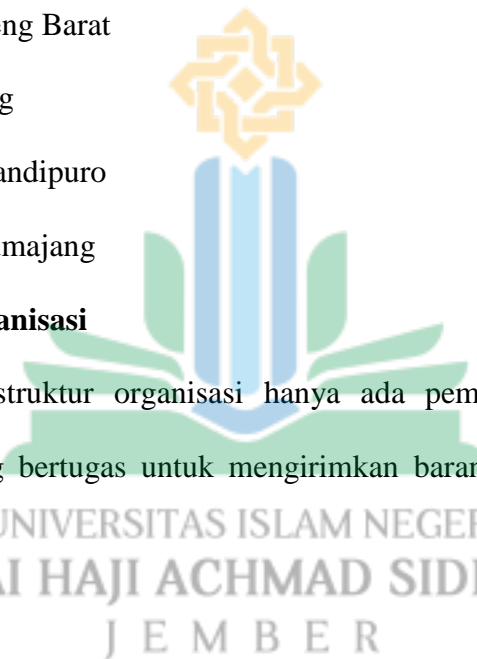 eng Barat
g
andipuro
majang
anisasi
struktur organisasi hanya ada pem
g bertugas untuk mengirimkan baran
UNIVERSITAS ISLAM NEGE
AI HAJI ACHMAD SID
J E M B E R